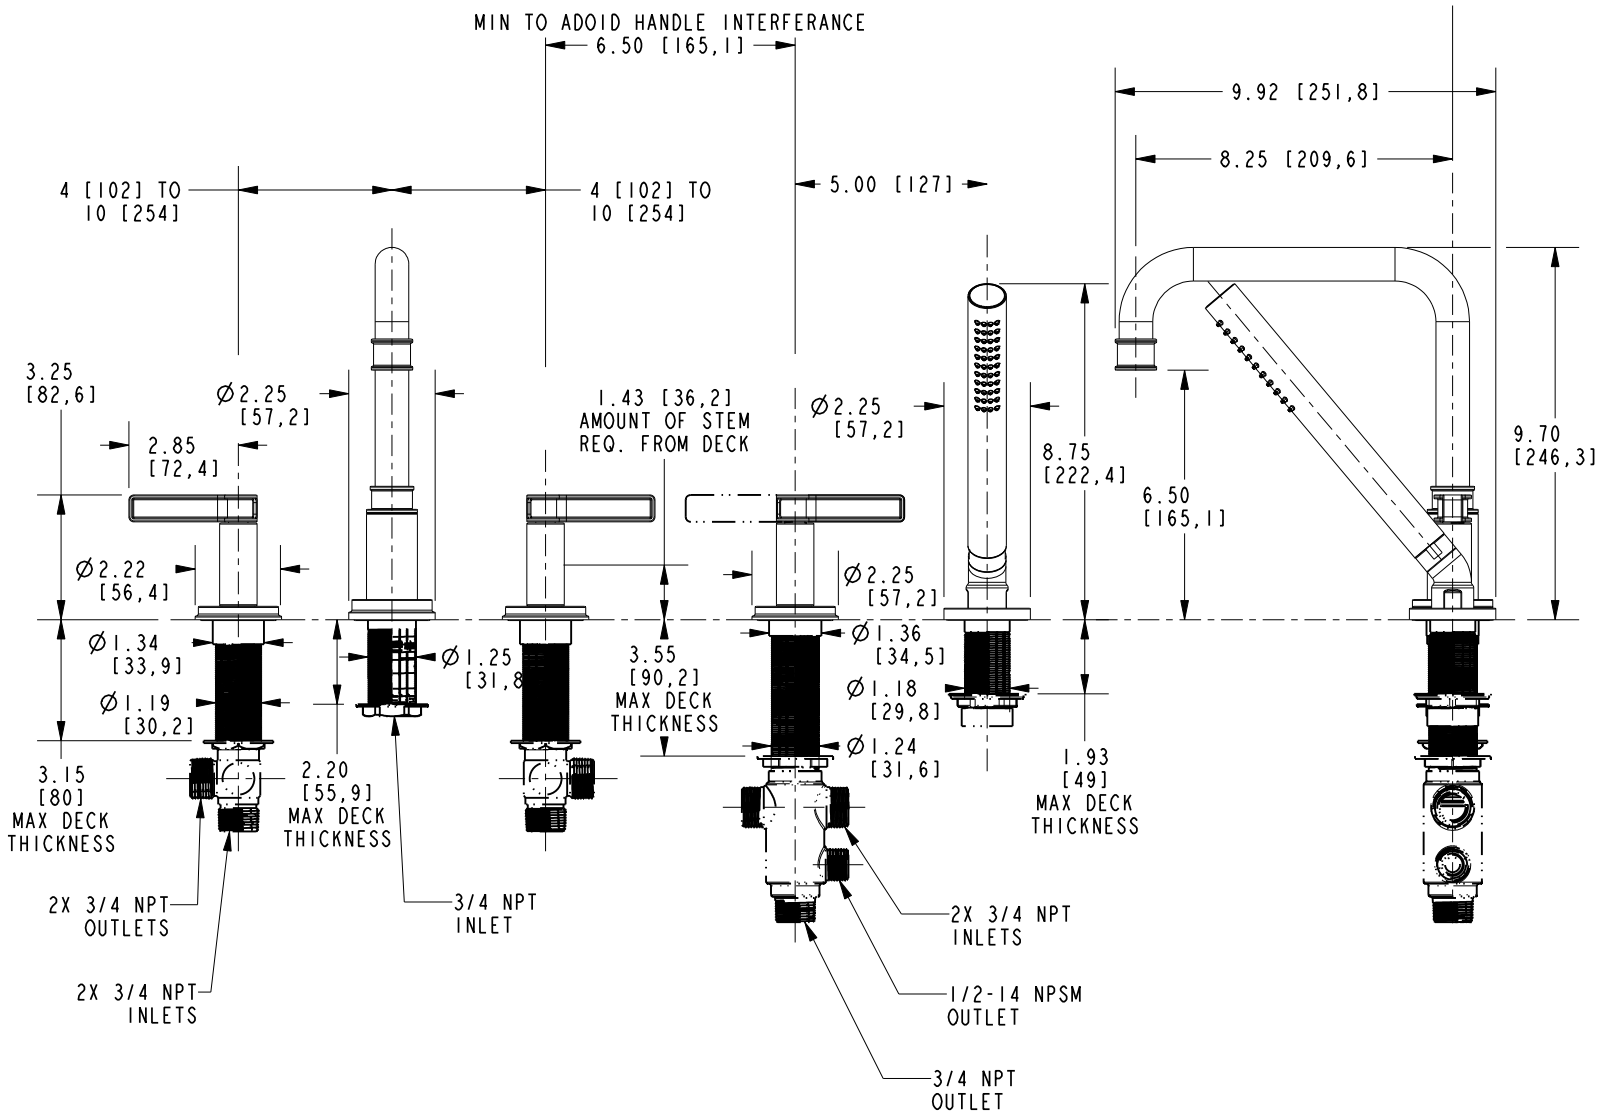 MIN TO ADOID HANDLE INTERFERANCE
6.50 [165,1]
9.92 [251,8]
8.25 [209,6]
4 [102] TO
10 [254]
4 [102] TO
10 [254]
5.00 [127]
3.25
[82,6]
Ø2.25
[57,2]
2.85
[72,4]
1.43 [36,2]
AMOUNT OF STEM
REQ. FROM DECK
Ø2.25
[57,2]
8.75
[222,4]
9.70
[246,3]
6.50
[165,1]
Ø2.22
[56,4]
Ø2.25
[57,2]
Ø1.34
[33,9]
Ø1.25
[31,8
3.55
[90,2]
MAX DECK
THICKNESS
Ø1.36
[34,5]
Ø1.19
[30,2]
Ø1.18
[29,8]
Ø1.24
[31,6]
3.15
[80]
MAX DECK
THICKNESS
2.20
[55,9]
MAX DECK
THICKNESS
1.93
[49]
MAX DECK
THICKNESS
2X 3/4 NPT
OUTLETS
3/4 NPT
INLET
2X 3/4 NPT
INLETS
2X 3/4 NPT
INLETS
1/2-14 NPSM
OUTLET
3/4 NPT
OUTLET